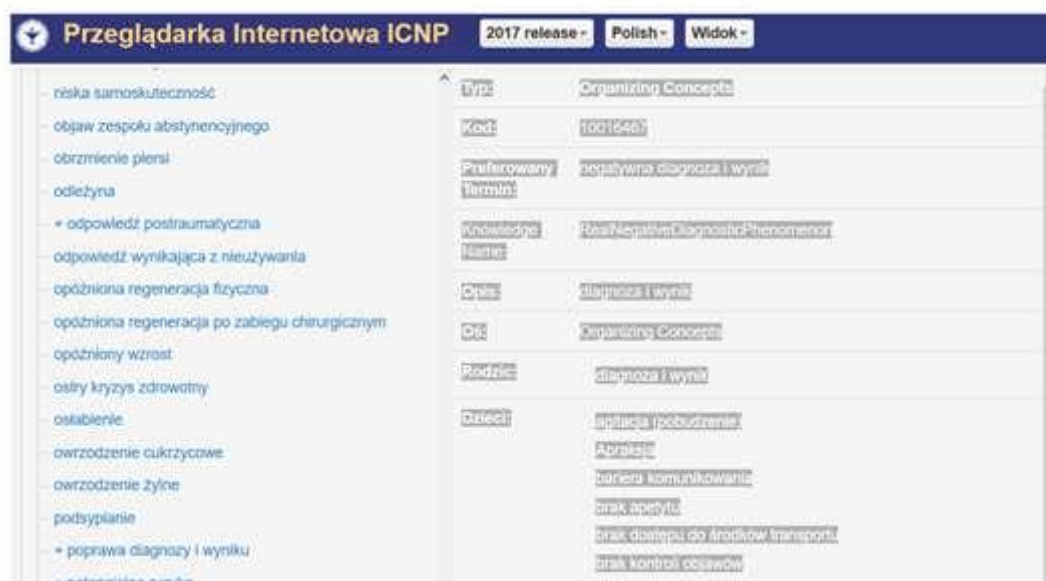 Przeglądarka Internetowa ICNP
2017 release
Polish
Widok
niska samoskuteczność
objaw zespołu abstynencyjnego
obrzmienie piersi
odleżyna
+ odpowiedź postraumatyczna
odpowiedź wynikająca z nieużywania
opóźniona regeneracja fizyczna
opóźniona regeneracja po zabiegu chirurgicznym
opóźniony wzrost
ostry kryzys zdrowotny
osłabienie
owrzodzenie cukrzycowe
owrzodzenie żylne
podsypianie
+ poprawa diagnozy i wyniku
Typ: Organizing Concepts
Kod: 10016467
Preferowany Termin: negatywna diagnoza i wynik
Knowledge Name: RealNegativeDiagnosticPhenomenon
Opis: diagnoza i wynik
Oś: Organizing Concepts
Rodzic: diagnoza i wynik
Dzieci: agitacja (pobudzenie)
Apraksja
bariera komunikowania
brak apetytu
brak dostępu do środków transportu
brak kontroli objawów